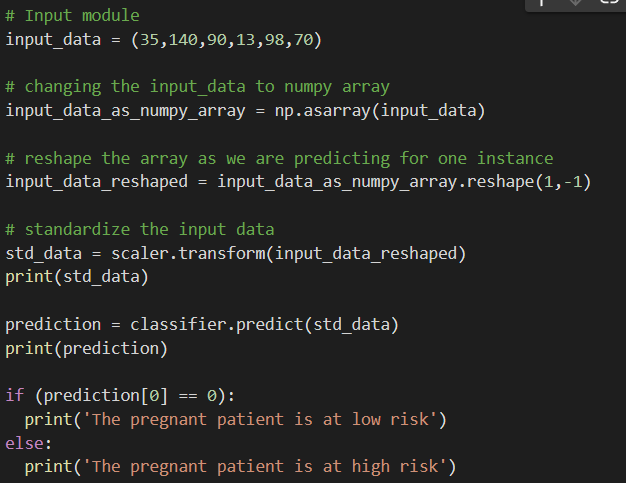 # Input module
input_data = (35,140,90,13,98,70)
# changing the input_data to numpy array
input_data_as_numpy_array = np.asarray(input_data)
# reshape the array as we are predicting for one instance
input_data_reshaped = input_data_as_numpy_array.reshape(1,-1)
# standardize the input data
std_data = scaler.transform(input_data_reshaped)
print(std_data)
prediction = classifier.predict(std_data)
print(prediction)
if (prediction[0] == 0):
  print('The pregnant patient is at low risk')
else:
  print('The pregnant patient is at high risk')